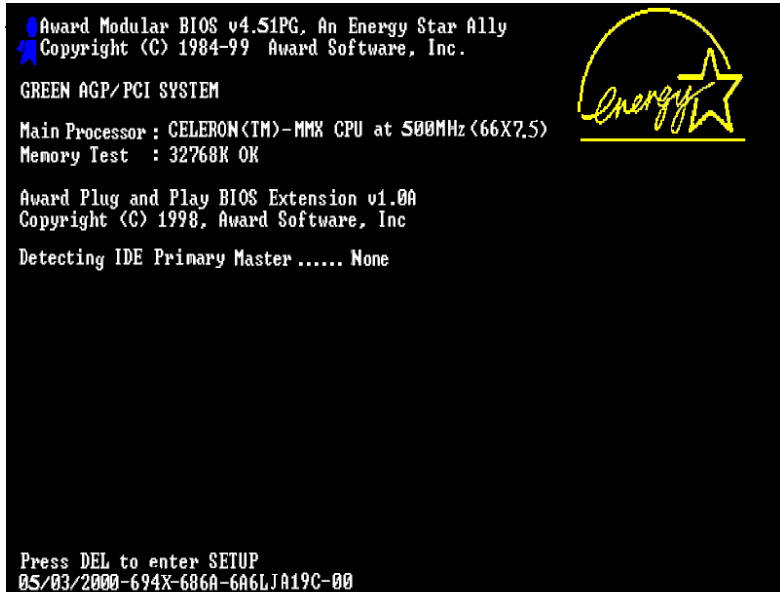 Award Modular BIOS v4.51PG, An Energy Star Ally
Copyright (C) 1984-99 Award Software, Inc.
energy
GREEN AGP/PCI SYSTEM
Main Processor : CELERON(TM)-MMX CPU at 500MHz(66X7.5)
Memory Test : 32768K OK
Award Plug and Play BIOS Extension v1.0A
Copyright (C) 1998, Award Software, Inc
Detecting IDE Primary Master ...... None
Press DEL to enter SETUP
05/03/2000-694X-686A-6A6LJA19C-00